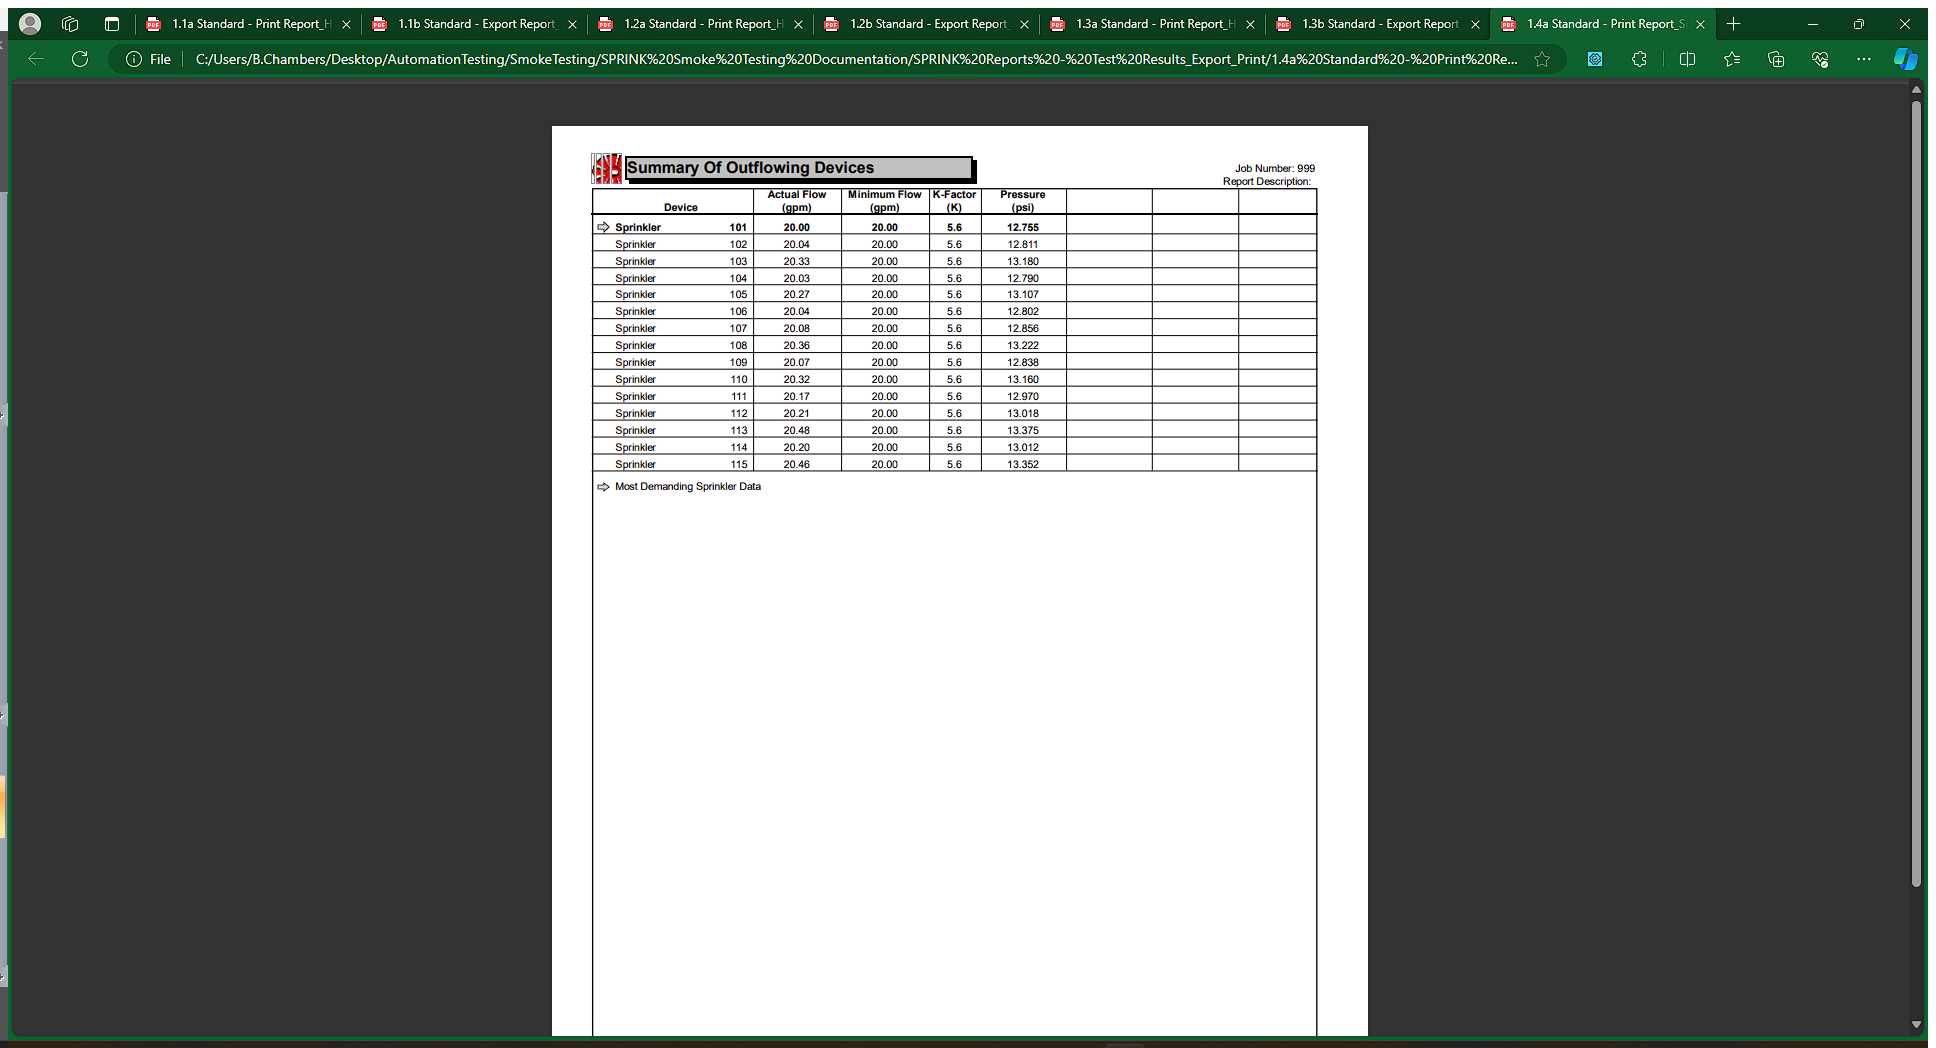 1.1a Standard - Print Report_H
1.1b Standard - Export Report_
1.2a Standard - Print Report_H
1.2b Standard - Export Report_
1.3a Standard - Print Report_H
1.3b Standard - Export Report_
1.4a Standard - Print Report_S
File
C:/Users/B.Chambers/Desktop/AutomationTesting/SmokeTesting/SPRINK%20Smoke%20Testing%20Documentation/SPRINK%20Reports%20-%20Test%20Results_Export_Print/1.4a%20Standard%20-%20Print%20Re...
Summary Of Outflowing Devices
Job Number: 999
Report Description:
Device Actual Flow (gpm) Minimum Flow (gpm) K-Factor (K) Pressure (psi)
Sprinkler 101 20.00 20.00 5.6 12.755
Sprinkler 102 20.04 20.00 5.6 12.811
Sprinkler 103 20.33 20.00 5.6 13.180
Sprinkler 104 20.03 20.00 5.6 12.790
Sprinkler 105 20.27 20.00 5.6 13.107
Sprinkler 106 20.04 20.00 5.6 12.802
Sprinkler 107 20.08 20.00 5.6 12.856
Sprinkler 108 20.36 20.00 5.6 13.222
Sprinkler 109 20.07 20.00 5.6 12.838
Sprinkler 110 20.32 20.00 5.6 13.160
Sprinkler 111 20.17 20.00 5.6 12.970
Sprinkler 112 20.21 20.00 5.6 13.018
Sprinkler 113 20.48 20.00 5.6 13.375
Sprinkler 114 20.20 20.00 5.6 13.012
Sprinkler 115 20.46 20.00 5.6 13.352
Most Demanding Sprinkler Data